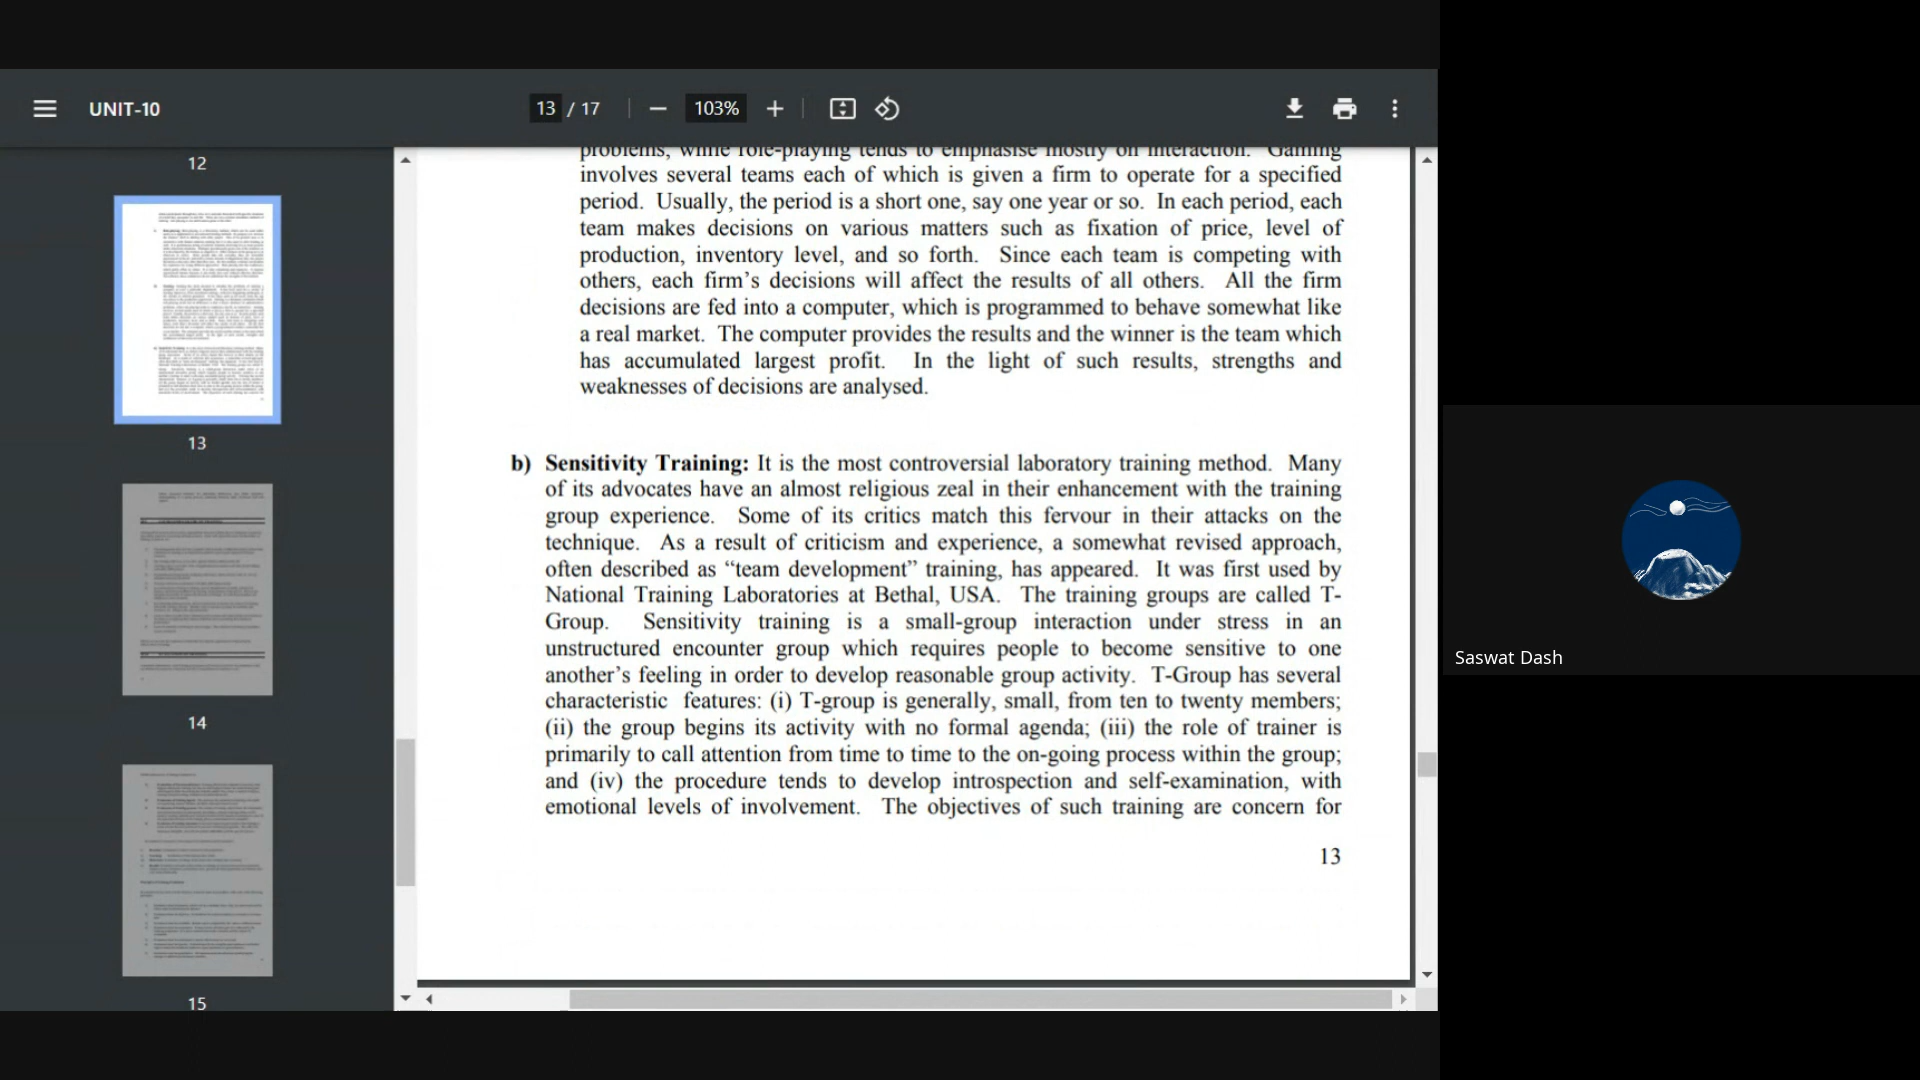 UNIT-10
13 / 17
103%
12
13
14
15
problems, while role-playing tends to emphasise mostly on interaction. Gaming
involves several teams each of which is given a firm to operate for a specified
period. Usually, the period is a short one, say one year or so. In each period, each
team makes decisions on various matters such as fixation of price, level of
production, inventory level, and so forth. Since each team is competing with
others, each firm's decisions will affect the results of all others. All the firm
decisions are fed into a computer, which is programmed to behave somewhat like
a real market. The computer provides the results and the winner is the team which
has accumulated largest profit. In the light of such results, strengths and
weaknesses of decisions are analysed.
b) Sensitivity Training: It is the most controversial laboratory training method. Many
of its advocates have an almost religious zeal in their enhancement with the training
group experience. Some of its critics match this fervour in their attacks on the
technique. As a result of criticism and experience, a somewhat revised approach,
often described as “team development” training, has appeared. It was first used by
National Training Laboratories at Bethal, USA. The training groups are called T-
Group. Sensitivity training is a small-group interaction under stress in an
unstructured encounter group which requires people to become sensitive to one
another's feeling in order to develop reasonable group activity. T-Group has several
characteristic features: (i) T-group is generally, small, from ten to twenty members;
(ii) the group begins its activity with no formal agenda; (iii) the role of trainer is
primarily to call attention from time to time to the on-going process within the group;
and (iv) the procedure tends to develop introspection and self-examination, with
emotional levels of involvement. The objectives of such training are concern for
13
Saswat Dash